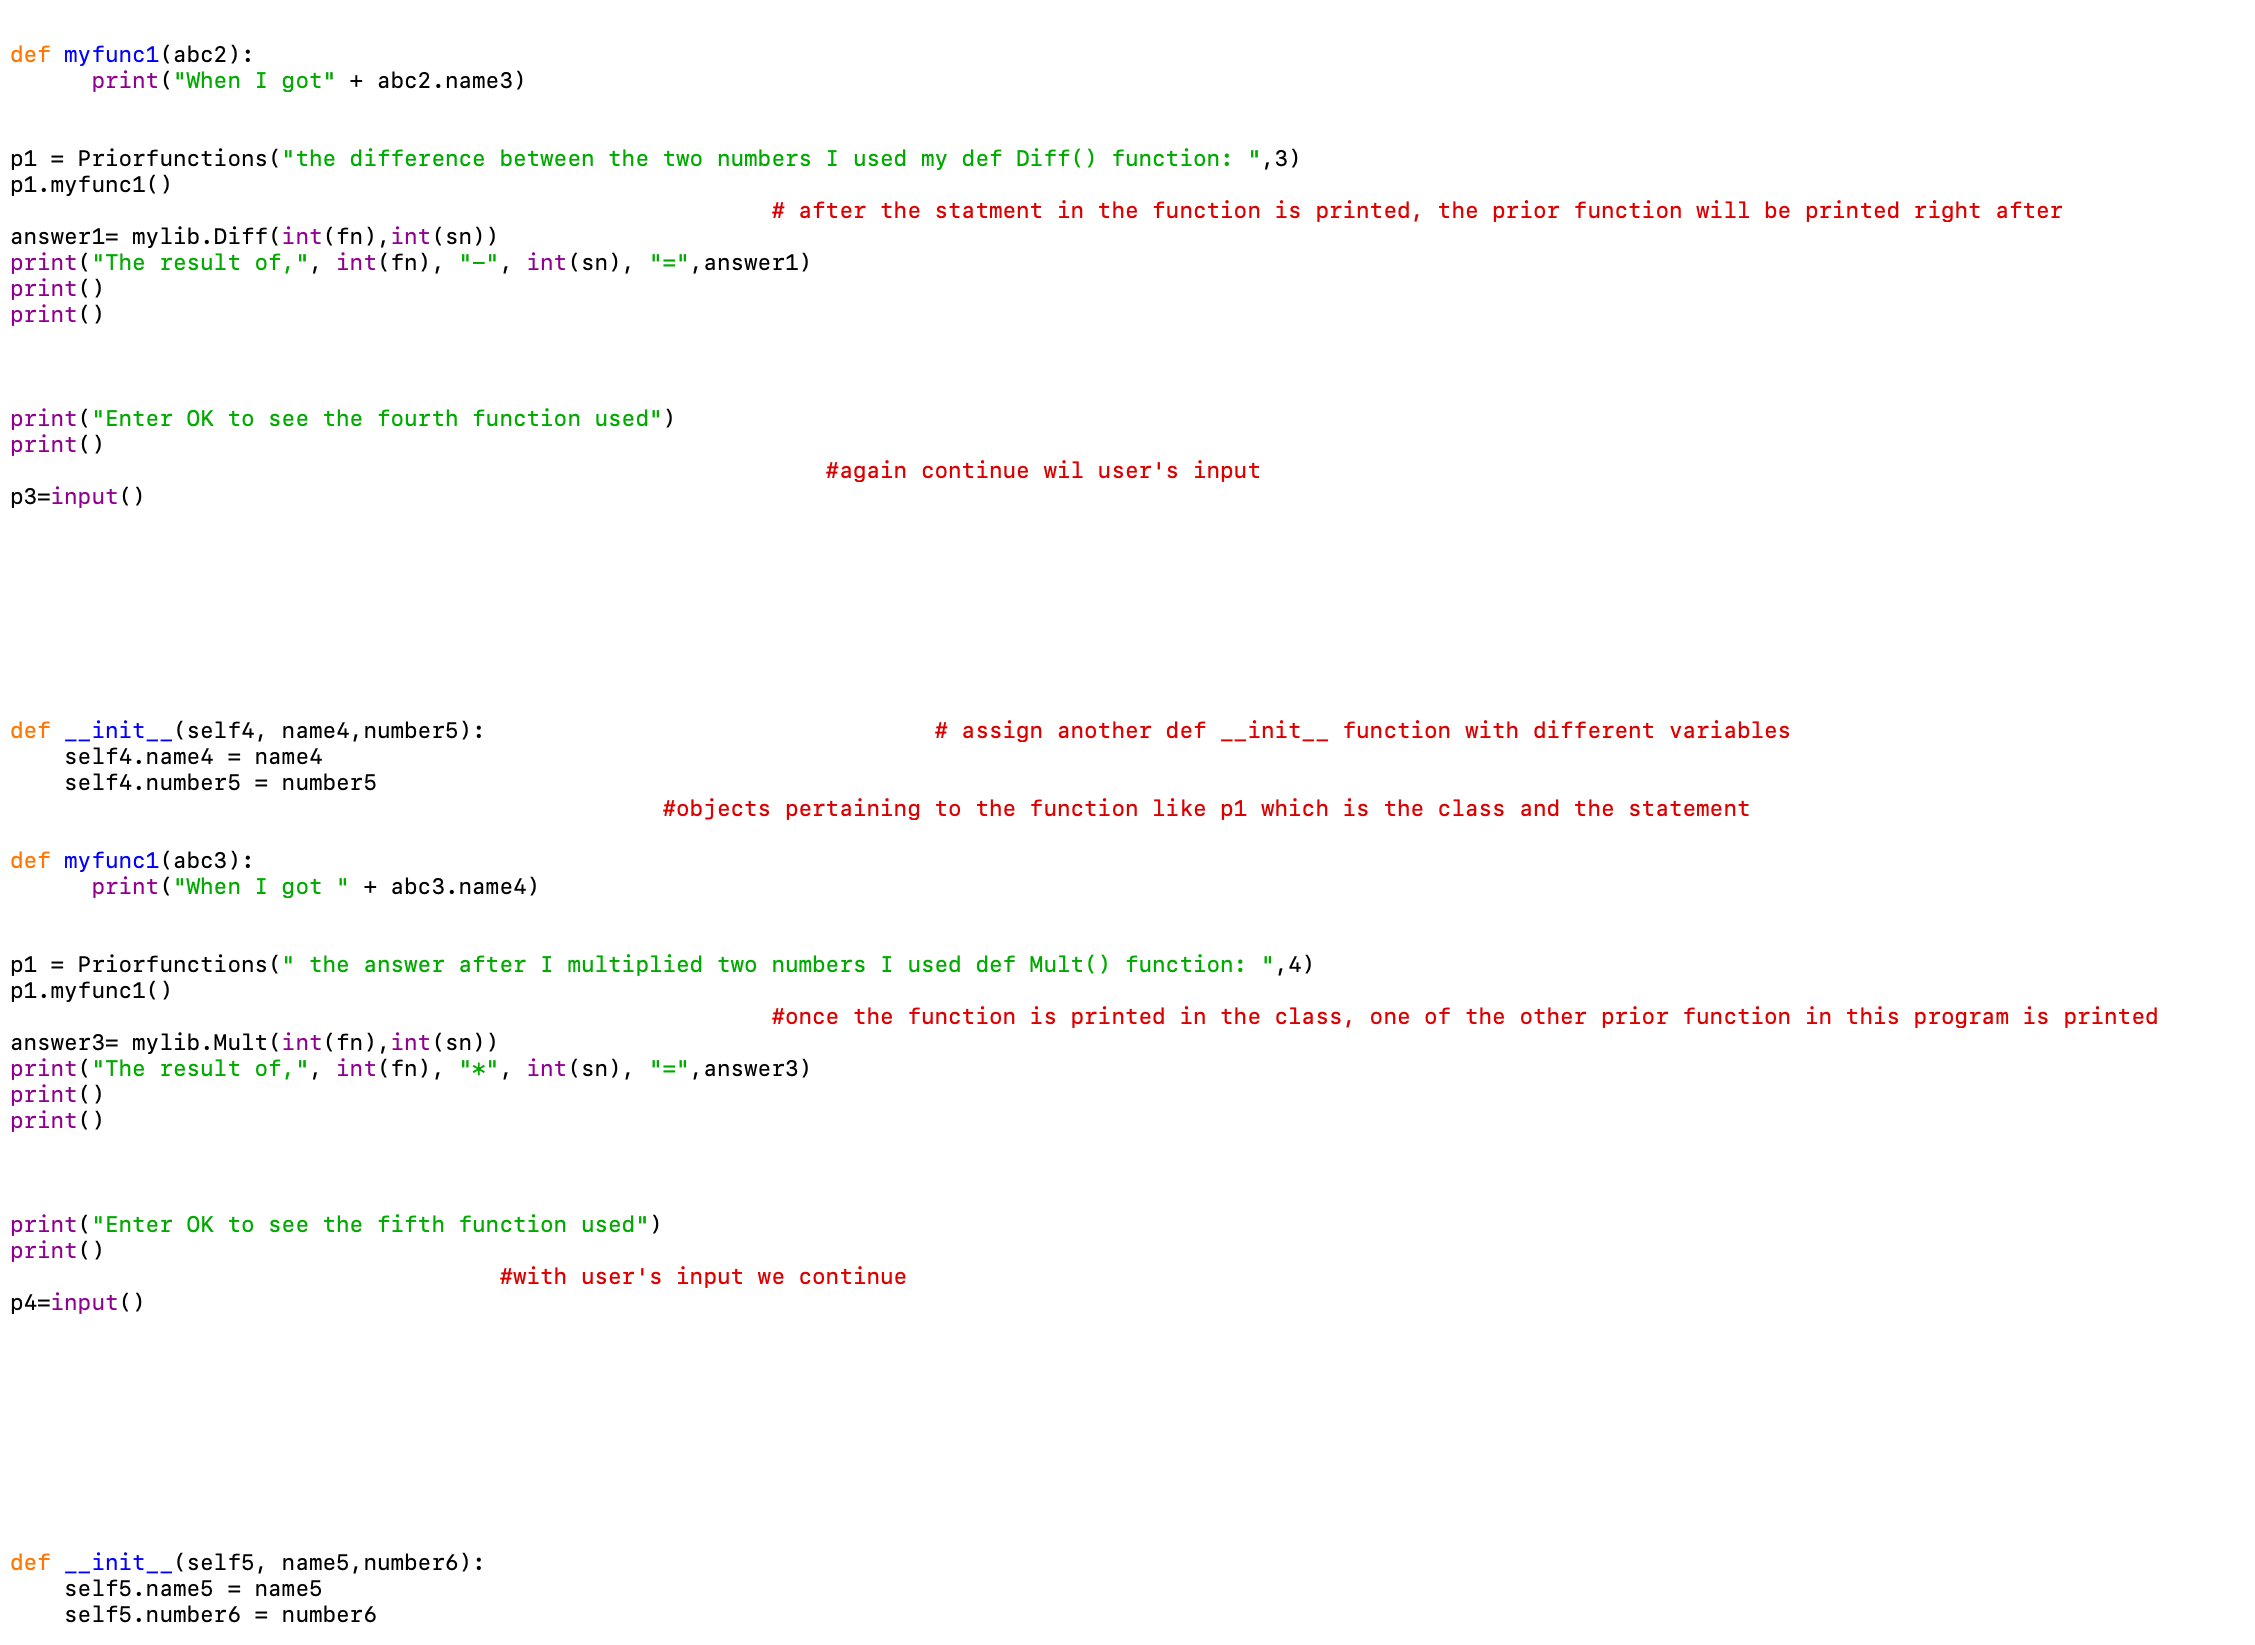 def myfunc1(abc2):
      print("When I got" + abc2.name3)
p1 = Priorfunctions("the difference between the two numbers I used my def Diff() function: ",3)
p1.myfunc1()
# after the statment in the function is printed, the prior function will be printed right after
answer1= mylib.Diff(int(fn),int(sn))
print("The result of,", int(fn), "-", int(sn), "=",answer1)
print()
print()
print("Enter OK to see the fourth function used")
print()
#again continue wil user's input
p3=input()
def __init__(self4, name4,number5): # assign another def __init__ function with different variables
    self4.name4 = name4
    self4.number5 = number5
#objects pertaining to the function like p1 which is the class and the statement
def myfunc1(abc3):
      print("When I got " + abc3.name4)
p1 = Priorfunctions(" the answer after I multiplied two numbers I used def Mult() function: ",4)
p1.myfunc1()
#once the function is printed in the class, one of the other prior function in this program is printed
answer3= mylib.Mult(int(fn),int(sn))
print("The result of,", int(fn), "*", int(sn), "=",answer3)
print()
print()
print("Enter OK to see the fifth function used")
print()
#with user's input we continue
p4=input()
def __init__(self5, name5,number6):
    self5.name5 = name5
    self5.number6 = number6